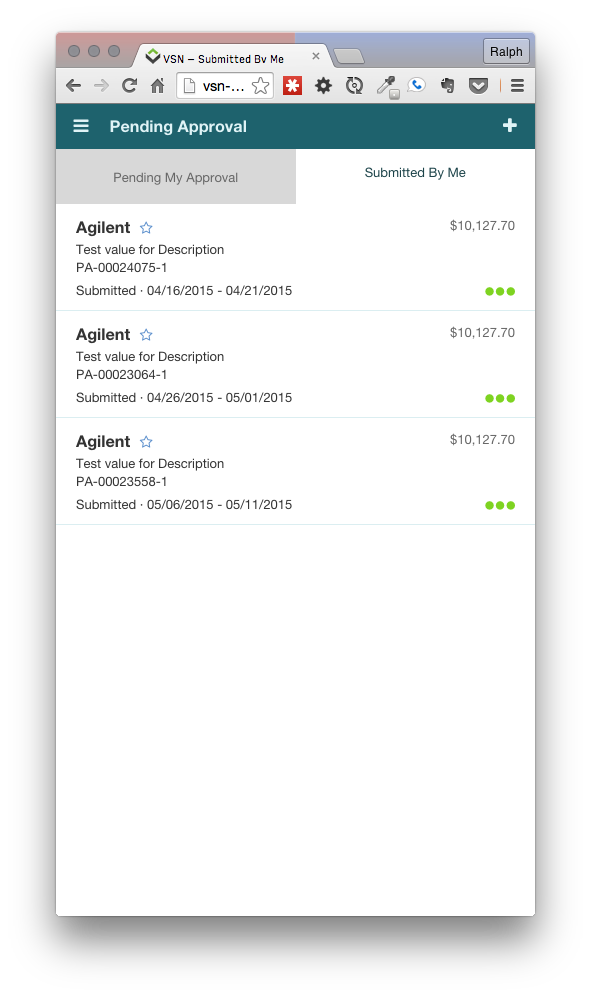 VSN – Submitted By Me
Ralph
vsn-...
Pending Approval
Pending My Approval
Submitted By Me
Agilent
$10,127.70
Test value for Description
PA-00024075-1
Submitted · 04/16/2015 - 04/21/2015
Agilent
$10,127.70
Test value for Description
PA-00023064-1
Submitted · 04/26/2015 - 05/01/2015
Agilent
$10,127.70
Test value for Description
PA-00023558-1
Submitted · 05/06/2015 - 05/11/2015